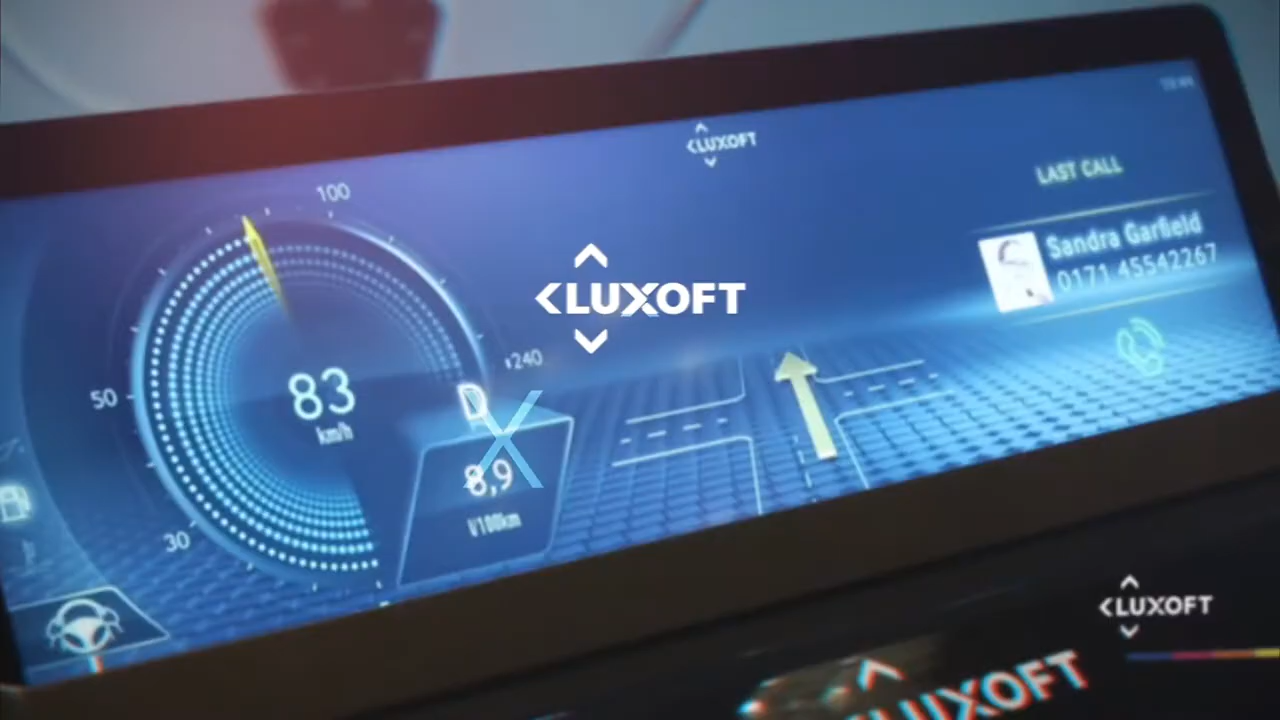 LUXOFT
LAST CALL
Sandra Garfield
0171 45542267
100
50
30
240
83
km/h
D
8,9
l/100km
LUXOFT
X
LUXOFT
LUXOFT